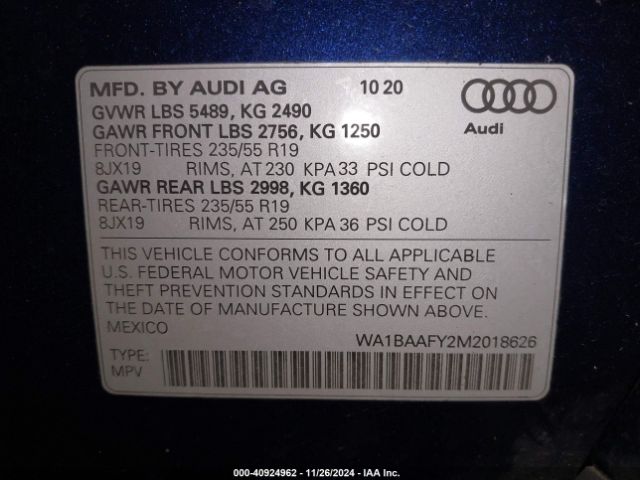 MFD. BY AUDI AG 10 20
GVWR LBS 5489, KG 2490
GAWR FRONT LBS 2756, KG 1250
FRONT-TIRES 235/55 R19
8JX19 RIMS, AT 230 KPA 33 PSI COLD
GAWR REAR LBS 2998, KG 1360
REAR-TIRES 235/55 R19
8JX19 RIMS, AT 250 KPA 36 PSI COLD
Audi
THIS VEHICLE CONFORMS TO ALL APPLICABLE
U.S. FEDERAL MOTOR VEHICLE SAFETY AND
THEFT PREVENTION STANDARDS IN EFFECT ON
THE DATE OF MANUFACTURE SHOWN ABOVE.
MEXICO
WA1BAAFY2M2018626
TYPE:
MPV
000-40924962 - 11/26/2024 - IAA Inc.